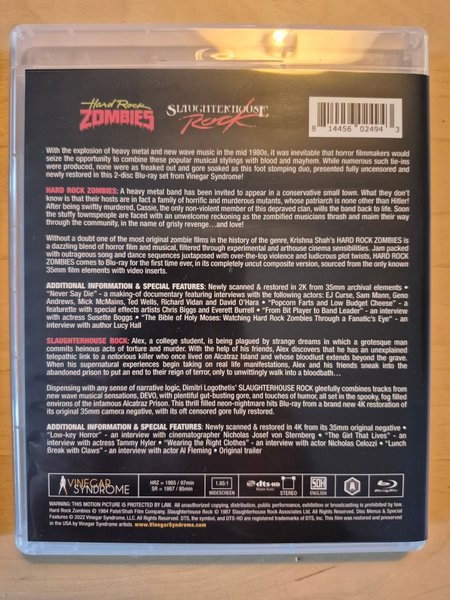 Hard Rock
ZOMBIES
SLAUGHTERHOUSE
Rock
8 14456 02494 3
With the explosion of heavy metal and new wave music in the mid 1980s, it was inevitable that horror filmmakers would
seize the opportunity to combine these popular musical stylings with blood and mayhem. While numerous such tie-ins
were produced, none were as freaked out and gore soaked as this foot stomping duo, presented fully uncensored and
newly restored in this 2-disc Blu-ray set from Vinegar Syndrome!
HARD ROCK ZOMBIES: A heavy metal band has been invited to appear in a conservative small town. What they don't
know is that their hosts are in fact a family of horrific and murderous mutants, whose patriarch is none other than Hitler!
After being swiftly murdered, Cassie, the only non-violent member of this depraved clan, wills the band back to life. Soon
the stuffy townspeople are faced with an unwelcome reckoning as the zombified musicians thrash and maim their way
through the community, in the name of grisly revenge...and love!
Without a doubt one of the most original zombie films in the history of the genre, Krishna Shah's HARD ROCK ZOMBIES is
a dazzling blend of horror film and musical, filtered through experimental and arthouse cinema sensibilities. Jam packed
with outrageous song and dance sequences juxtaposed with over-the-top violence and ludicrous plot twists, HARD ROCK
ZOMBIES comes to Blu-ray for the first time ever, in its completely uncut composite version, sourced from the only known
35mm film elements with video inserts.
ADDITIONAL INFORMATION & SPECIAL FEATURES: Newly scanned & restored in 2K from 35mm archival elements •
"Never Say Die" - a making-of documentary featuring interviews with the following actors: EJ Curse, Sam Mann, Geno
Andrews, Mick McMains, Ted Wells, Richard Vidan and David O'Hara • "Popcorn Farts and Low Budget Cheese" - a
featurette with special effects artists Chris Biggs and Everett Burrell • "From Bit Player to Band Leader" - an interview
with actress Susette Boggs • "The Bible of Holy Moses: Watching Hard Rock Zombies Through a Fanatic's Eye" - an
interview with author Lucy Hall
SLAUGHTERHOUSE ROCK: Alex, a college student, is being plagued by strange dreams in which a grotesque man
commits heinous acts of torture and murder. With the help of his friends, Alex discovers that he has an unexplained
telepathic link to a notorious killer who once lived on Alcatraz Island and whose bloodlust extends beyond the grave.
When his supernatural experiences begin taking on real life manifestations, Alex and his friends sneak into the
abandoned prison to put an end to their reign of terror, only to unwittingly walk into a bloodbath...
Dispensing with any sense of narrative logic, Dimitri Logothetis' SLAUGHTERHOUSE ROCK gleefully combines tracks from
new wave musical sensations, DEVO, with plentiful gut-busting gore, and touches of humor, all set in the spooky, fog filled
environs of the infamous Alcatraz Prison. This thrill filled neon-nightmare hits Blu-ray from a brand new 4K restoration of
its original 35mm camera negative, with its oft censored gore fully restored.
ADDITIONAL INFORMATION & SPECIAL FEATURES: Newly scanned & restored in 4K from its 35mm original negative •
"Low-key Horror" - an interview with cinematographer Nicholas Josef von Sternberg • "The Girl That Lives" - an
interview with actress Tammy Hyler • "Wearing the Right Clothes" - an interview with actor Nicholas Celozzi • "Lunch
Break with Claws" - an interview with actor Al Fleming • Original trailer
VINEGAR
SYNDROME
HRZ – 1985 / 97min
SR – 1987 / 85min
1.85:1
WIDESCREEN
dts-HD
Master Audio
STEREO
SDH
ENGLISH
A
Blu-ray
WARNING: THIS MOTION PICTURE IS PROTECTED BY LAW. All unauthorized copying, distribution, public performance, exhibition or broadcasting is prohibited by law.
Hard Rock Zombies © 1984 Patel/Shah Film Company. Slaughterhouse Rock © 1987 Slaughterhouse Rock Associates Ltd. All Rights Reserved. Disc Menus & Special
Features © 2022 Vinegar Syndrome, LLC. All Rights Reserved. DTS, the symbol, and DTS-HD are registered trademarks of DTS, Inc. This film was restored and preserved
in the USA by Vinegar Syndrome artists. www.VinegarSyndrome.com